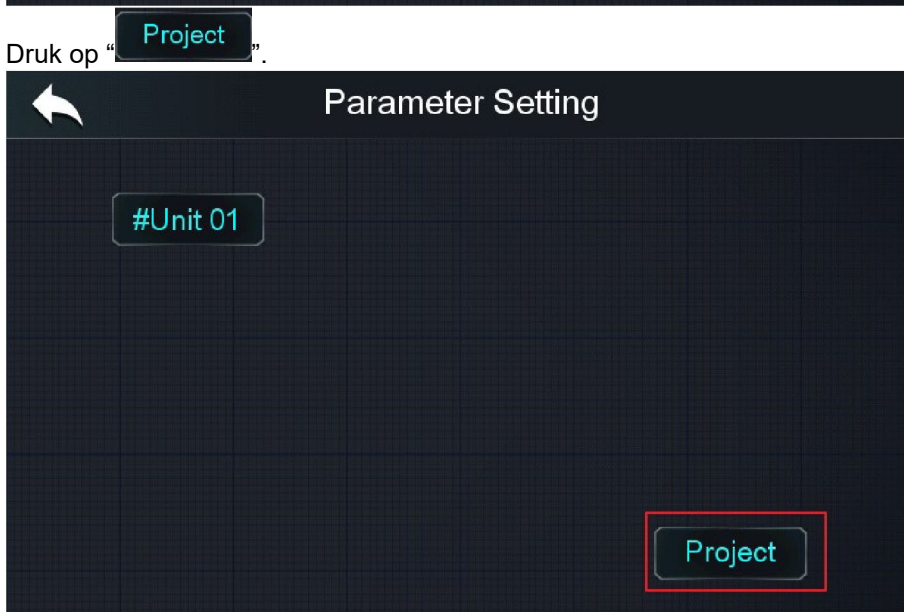 Druk op “Project”.
Parameter Setting
#Unit 01
Project